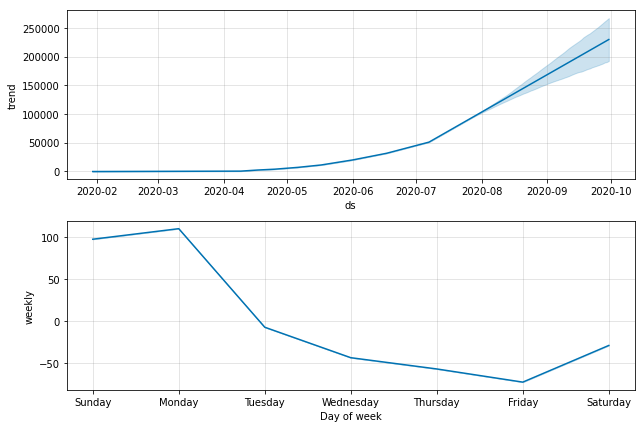 250000
200000
150000
100000
50000
0
trend
2020-02 2020-03 2020-04 2020-05 2020-06 2020-07 2020-08 2020-09 2020-10
ds
100
50
0
−50
weekly
Sunday Monday Tuesday Wednesday Thursday Friday Saturday
Day of week